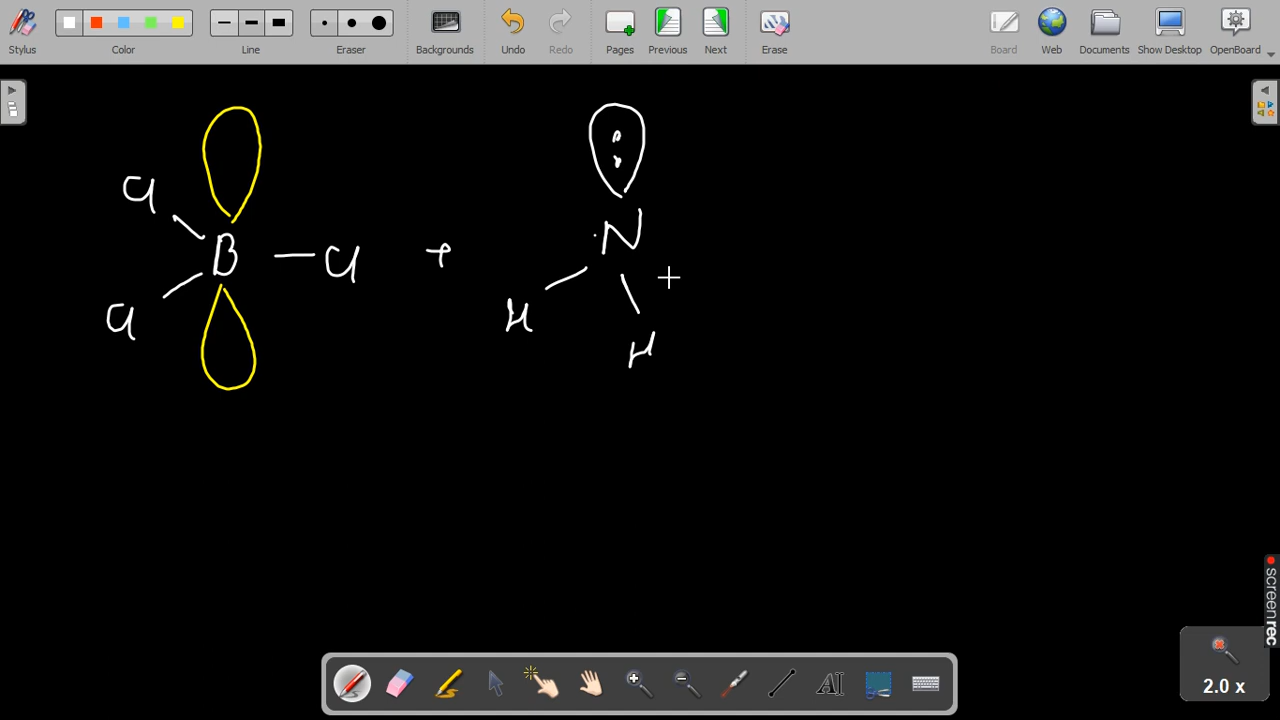 Stylus
Color
Line
Eraser
Backgrounds
Undo
Redo
Pages
Previous
Next
Erase
Board
Web
Documents
Show Desktop
OpenBoard
Cl
B
— Cl
Cl
+
N
H
H
screenrec
2.0 x